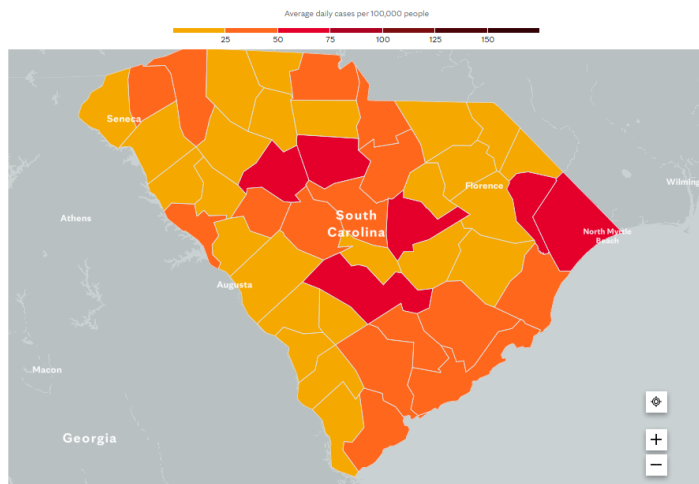 Average daily cases per 100,000 people
25 50 75 100 125 150
Seneca
Florence
Wilming
Athens
South
Carolina
North Myrtle
Beach
Augusta
Macon
Georgia
+
−